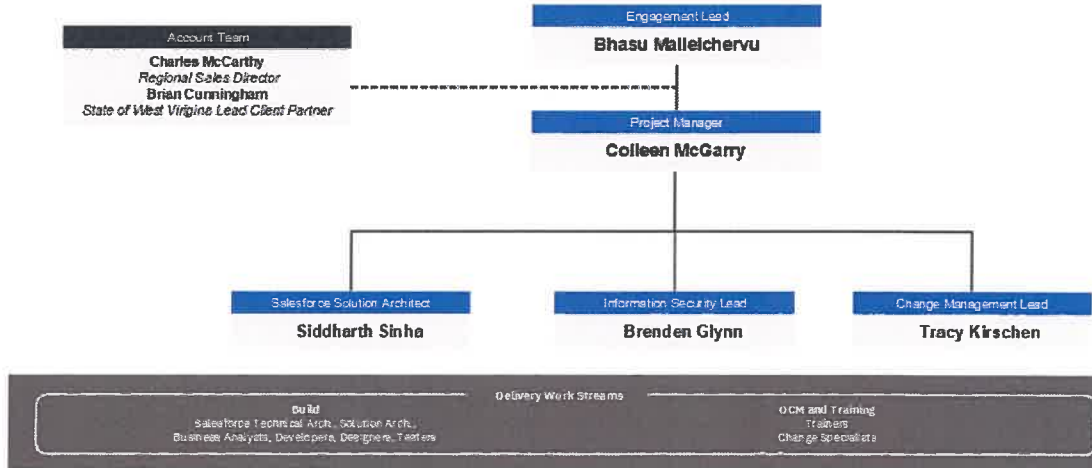 Engagement Lead
Bhasu Malleichervu
Account Team
Charles McCarthy
Regional Sales Director
Brian Cunningham
State of West Virginia Lead Client Partner
Project Manager
Colleen McGarry
Salesforce Solution Architect
Siddharth Sinha
Information Security Lead
Brenden Glynn
Change Management Lead
Tracy Kirschen
Delivery Work Streams
Build
Salesforce Technical Arch., Solution Arch.,
Business Analysts, Developers, Designers, Testers
OCM and Training
Trainers
Change Specialists